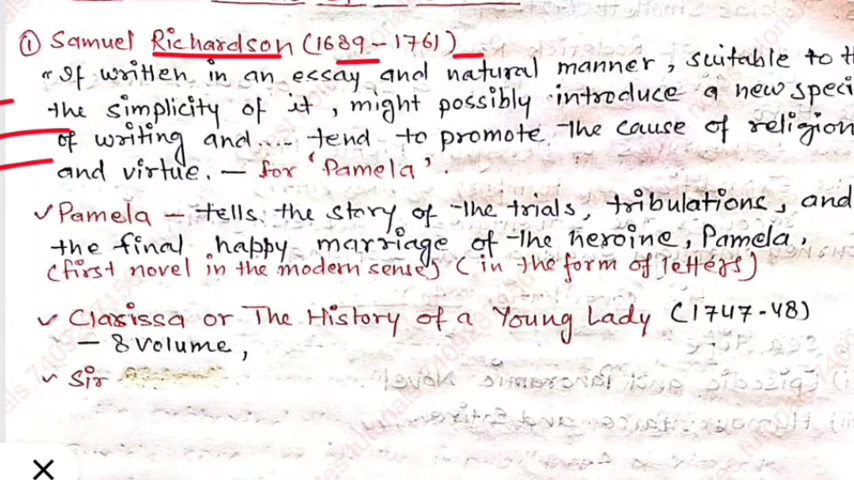 ① Samuel Richardson (1689-1761)
"If written in an essay and natural manner, suitable to t
the simplicity of it, might possibly introduce a new speci
of writing and.... tend to promote the cause of religion
and virtue. — for 'Pamela'.
✓ Pamela — tells the story of the trials, tribulations, and
the final happy marriage of the heroine, Pamela,
(first novel in the modern sense) (in the form of letters)
✓ Clarissa or The History of a Young Lady (1747-48)
— 8 volume,
✓ Sir